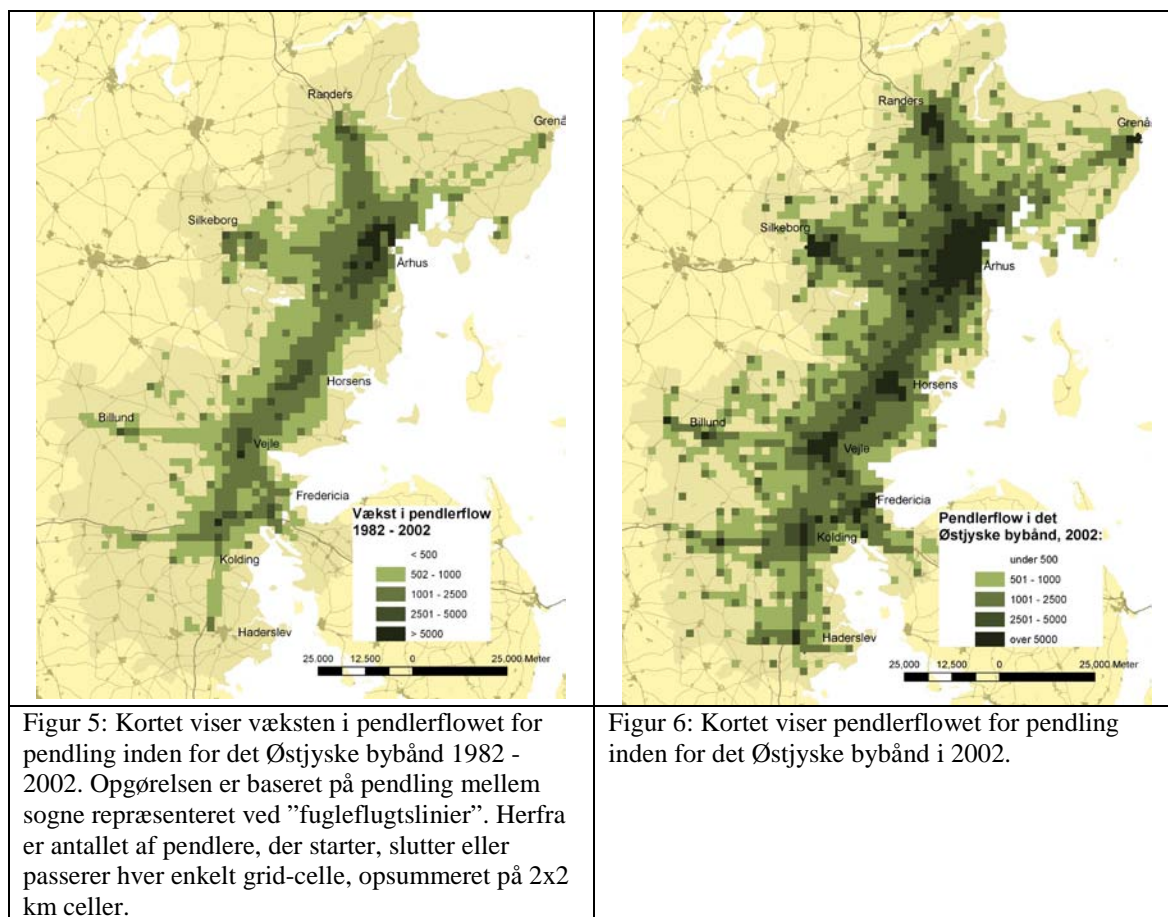 Randers
Grenå
Silkeborg
Århus
Horsens
Billund
Vejle
Fredericia
Vækst i pendlerflow
1982 - 2002
< 500
502 - 1000
1001 - 2500
2501 - 5000
> 5000
Kolding
Haderslev
25.000 12.500 0 25.000 Meter
Randers
Grenå
Silkeborg
Århus
Horsens
Billund
Vejle
Fredericia
Pendlerflow i det
Østjyske bybånd, 2002:
under 500
501 - 1000
1001 - 2500
2501 - 5000
over 5000
Kolding
Haderslev
25.000 12.500 0 25.000 Meter
Figur 5: Kortet viser væksten i pendlerflowet for
pendling inden for det Østjyske bybånd 1982 -
2002. Opgørelsen er baseret på pendling mellem
sogne repræsenteret ved ”fugleflugtslinier”. Herfra
er antallet af pendlere, der starter, slutter eller
passerer hver enkelt grid-celle, opsummeret på 2x2
km celler.
Figur 6: Kortet viser pendlerflowet for pendling
inden for det Østjyske bybånd i 2002.